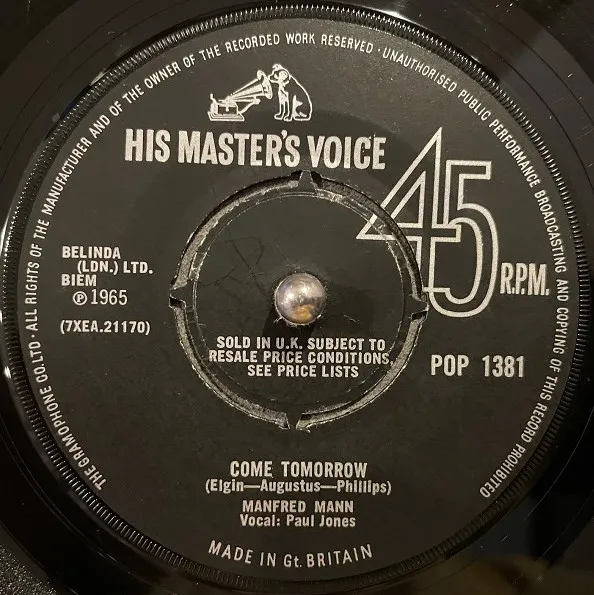 THE GRAMOPHONE CO. LTD · ALL RIGHTS OF THE MANUFACTURER AND OF THE OWNER OF THE RECORDED WORK RESERVED · UNAUTHORISED PUBLIC PERFORMANCE BROADCASTING AND COPYING OF THIS RECORD PROHIBITED
HIS MASTER'S VOICE
45 R.P.M.
BELINDA
(LDN.) LTD.
BIEM
℗ 1965
(7XEA.21170)
SOLD IN U.K. SUBJECT TO
RESALE PRICE CONDITIONS,
SEE PRICE LISTS
POP 1381
COME TOMORROW
(Elgin—Augustus—Phillips)
MANFRED MANN
Vocal: Paul Jones
MADE IN Gt. BRITAIN